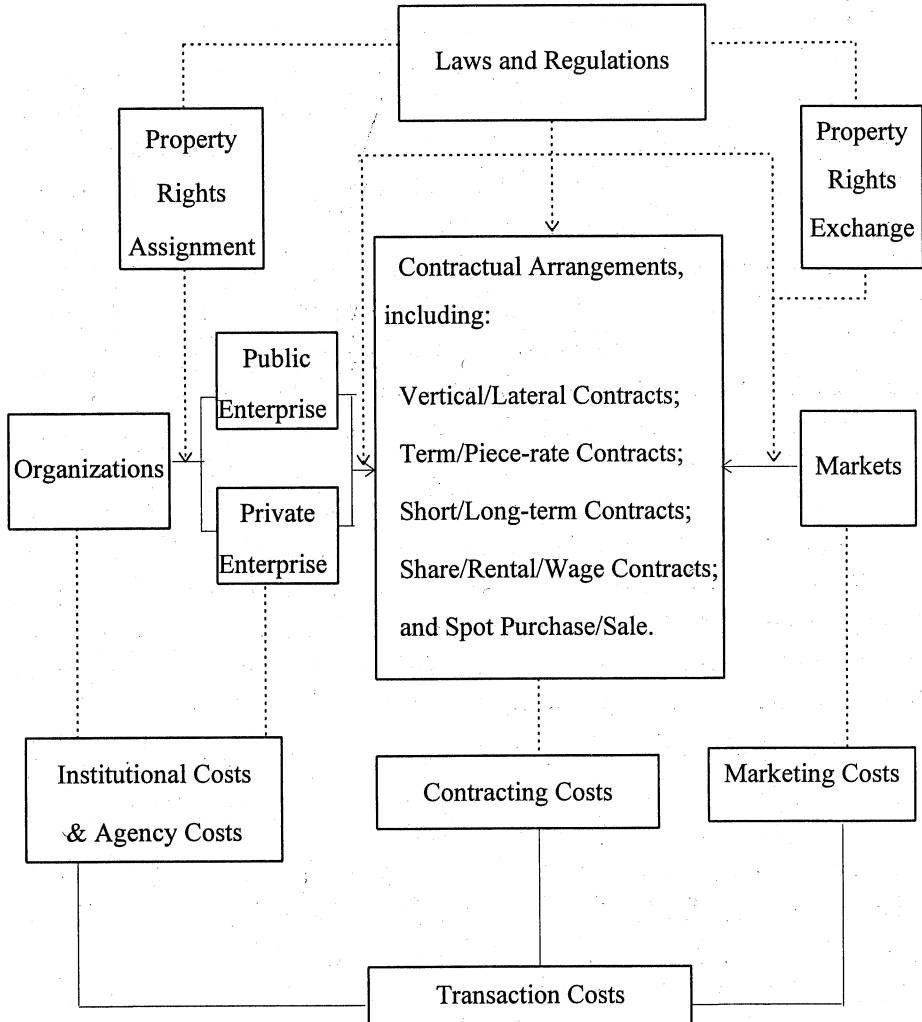 Laws and Regulations
Property
Rights
Assignment
Property
Rights
Exchange
Contractual Arrangements,
including:
Vertical/Lateral Contracts;
Term/Piece-rate Contracts;
Short/Long-term Contracts;
Share/Rental/Wage Contracts;
and Spot Purchase/Sale.
Public
Enterprise
Organizations
Private
Enterprise
Markets
Institutional Costs
& Agency Costs
Contracting Costs
Marketing Costs
Transaction Costs